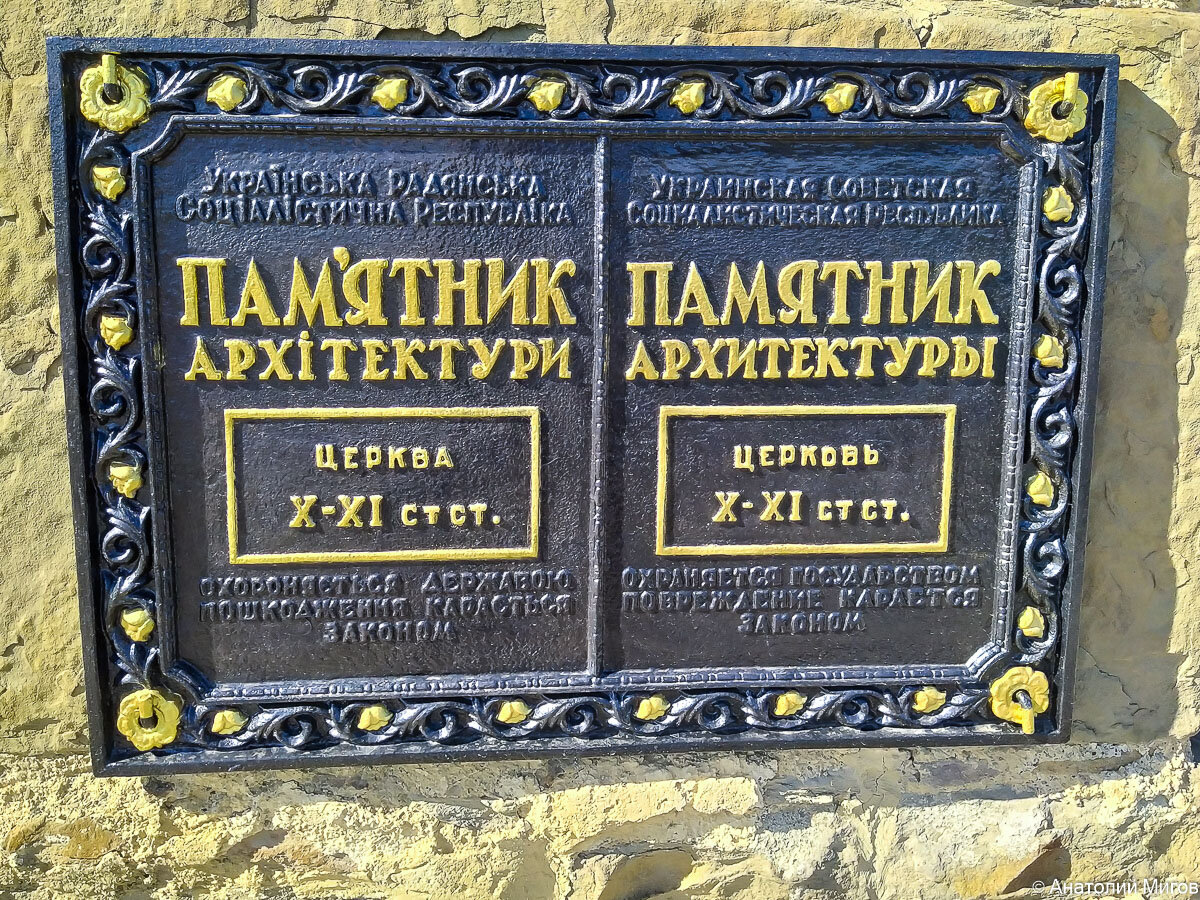 Українська Радянська
Соціалістична Республіка
ПАМ'ЯТНИК
АРХІТЕКТУРИ
ЦЕРКВА
X-XI СТ СТ.
ОХОРОНЯЄТЬСЯ ДЕРЖАВОЮ
ПОШКОДЖЕННЯ КАРАЄТЬСЯ
ЗАКОНОМ
Украинская Советская
Социалистическая Республика
ПАМЯТНИК
АРХИТЕКТУРЫ
ЦЕРКОВЬ
X-XI СТ СТ.
ОХРАНЯЕТСЯ ГОСУДАРСТВОМ
ПОВРЕЖДЕНИЕ КАРАЕТСЯ
ЗАКОНОМ
© Анатолий Мигов